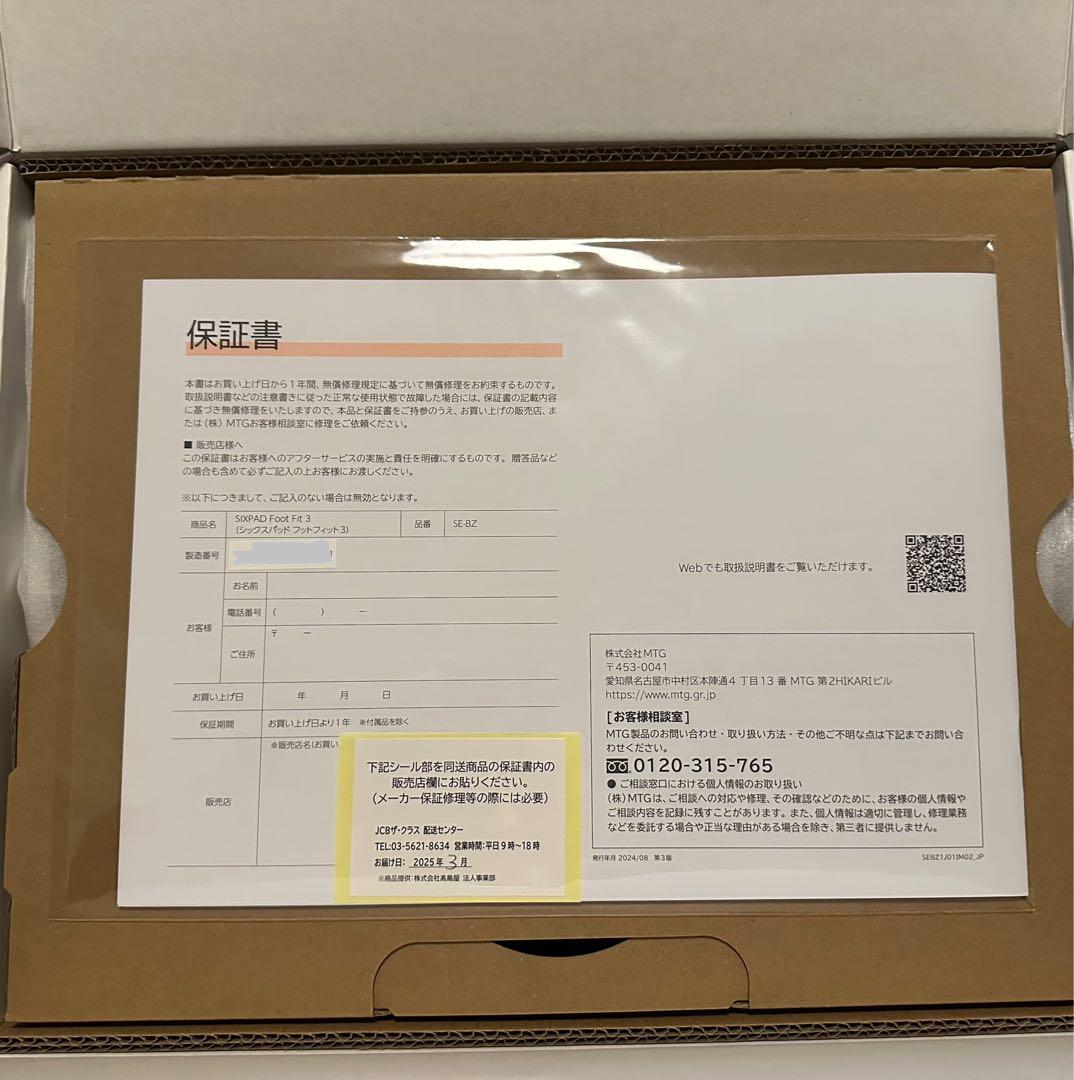 保証書
本書はお買い上げ日から1年間、無償修理規定に基づいて無償修理をお約束するものです。
取扱説明書などの注意書きに従った正常な使用状態で故障した場合には、保証書の記載内容
に基づき無償修理をいたしますので、本品と保証書をご持参のうえ、お買い上げの販売店、ま
たは(株)MTGお客様相談室に修理をご依頼ください。
■ 販売店様へ
この保証書はお客様へのアフターサービスの実施と責任を明確にするものです。贈答品など
の場合も含めて必ずご記入の上お客様にお渡しください。
※以下につきまして、ご記入のない場合は無効となります。
商品名 SIXPAD Foot Fit 3 品番 SE-BZ
(シックスパッド フットフィット3)
製造番号
お客様
お名前
電話番号 ( ) ー
〒 ー
ご住所
お買い上げ日 年 月 日
保証期間 お買い上げ日より1年 ※付属品を除く
販売店
※販売店名(お買い
下記シール部を同送商品の保証書内の
販売店欄にお貼りください。
(メーカー保証修理等の際には必要)
JCBザ・クラス 配送センター
TEL:03-5621-8634 営業時間:平日9時~18時
お届け日: 2025年3月
※商品提供:株式会社高島屋 法人事業部
Webでも取扱説明書をご覧いただけます。
株式会社MTG
〒453-0041
愛知県名古屋市中村区本陣通4丁目13番 MTG 第2HIKARIビル
https://www.mtg.gr.jp
[お客様相談室]
MTG製品のお問い合わせ・取り扱い方法・その他ご不明な点は下記までお問い合
わせください。
0120-315-765
● ご相談窓口における個人情報のお取り扱い
(株)MTGは、ご相談への対応や修理、その確認などのために、お客様の個人情報や
ご相談内容を記録に残すことがあります。また、個人情報は適切に管理し、修理業務
などを委託する場合や正当な理由がある場合を除き、第三者に提供しません。
発行年月 2024/08 第3版
SEBZ1J01IM02_JP